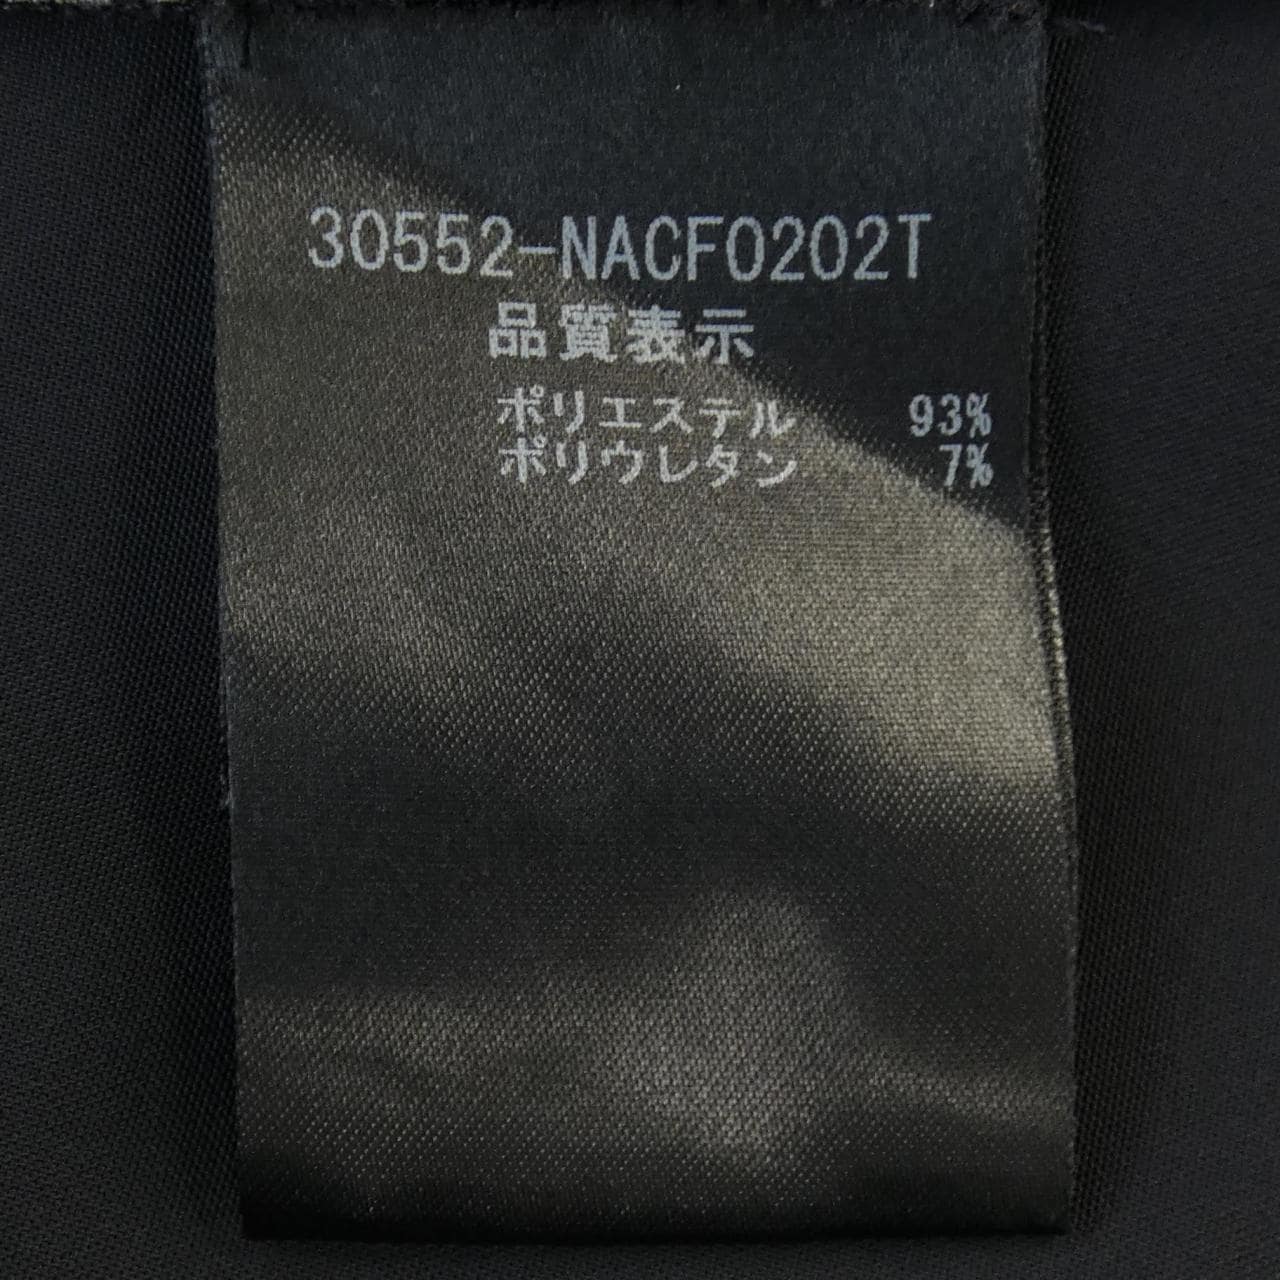 30552-NACF0202T
品質表示
ポリエステル 93%
ポリウレタン 7%